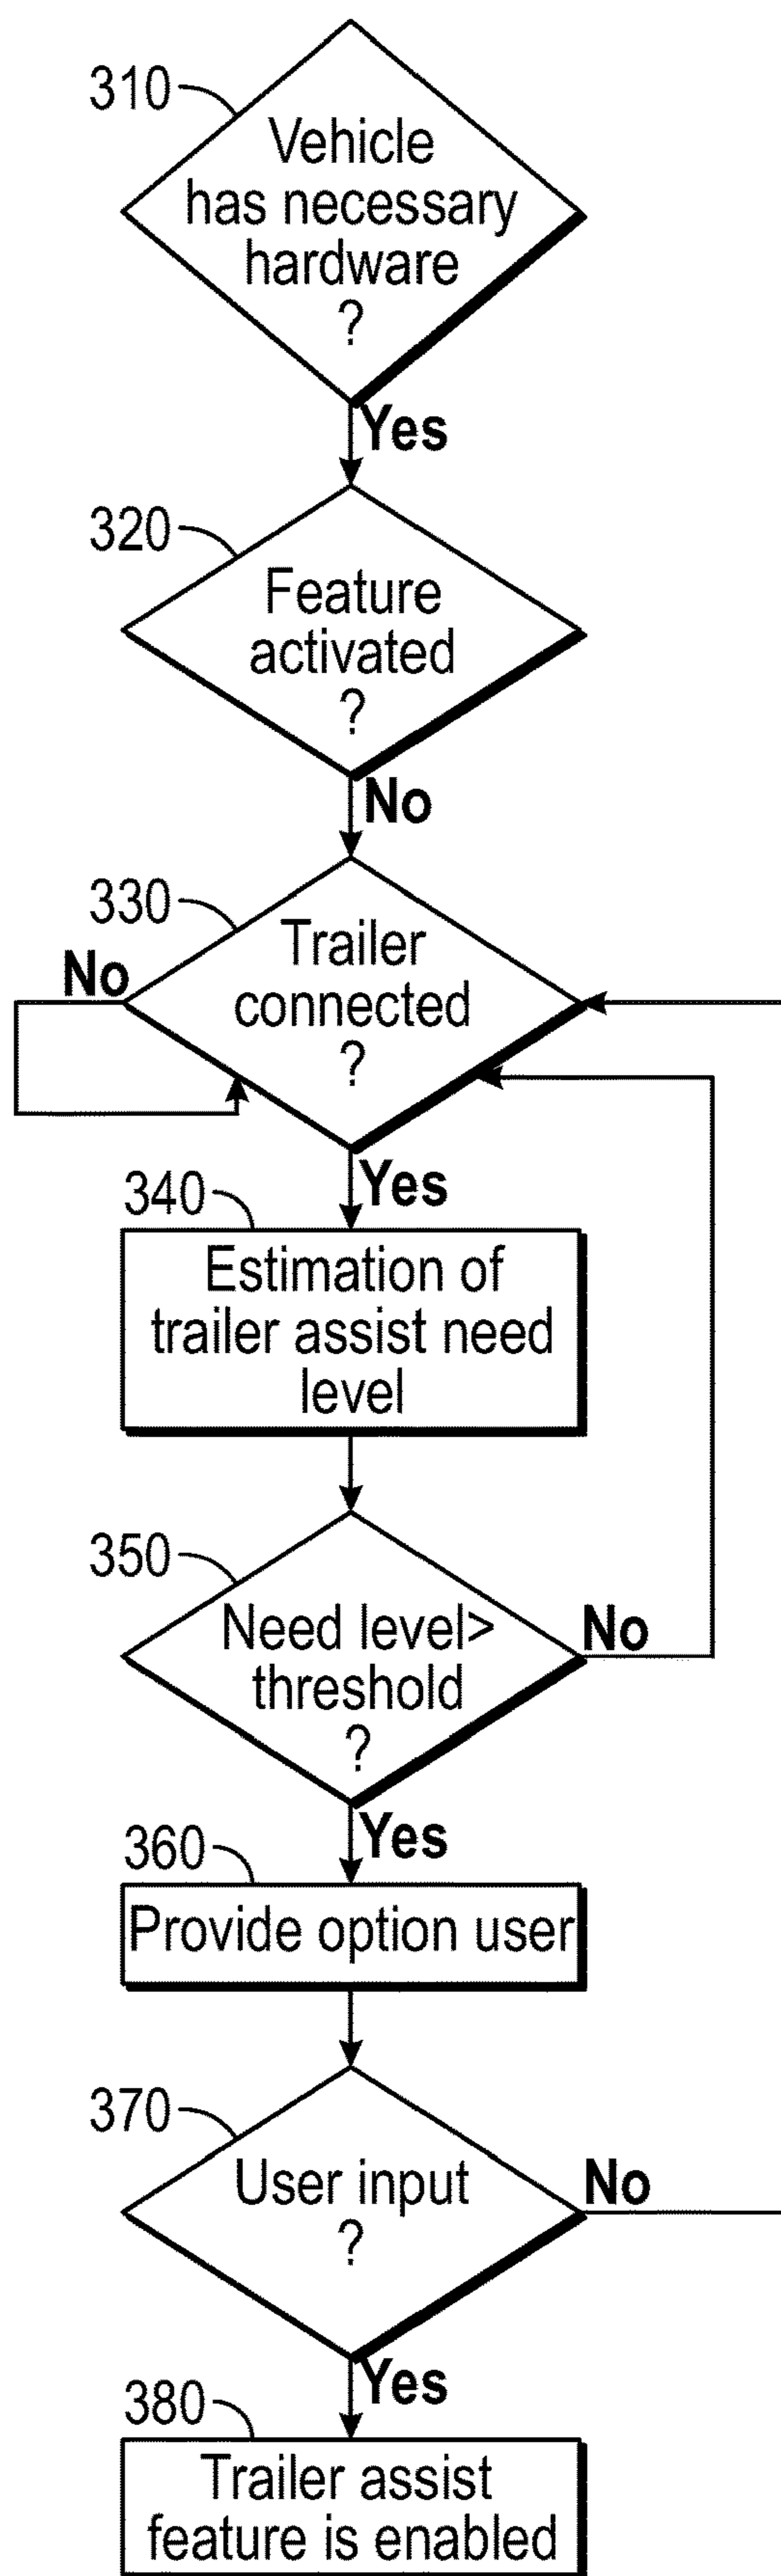 310
Vehicle
has necessary
hardware
?
Yes
320
Feature
activated
?
No
330
Trailer
connected
?
No
Yes
340
Estimation of
trailer assist need
level
350
Need level>
threshold
?
No
Yes
360
Provide option user
370
User input
?
No
Yes
380
Trailer assist
feature is enabled